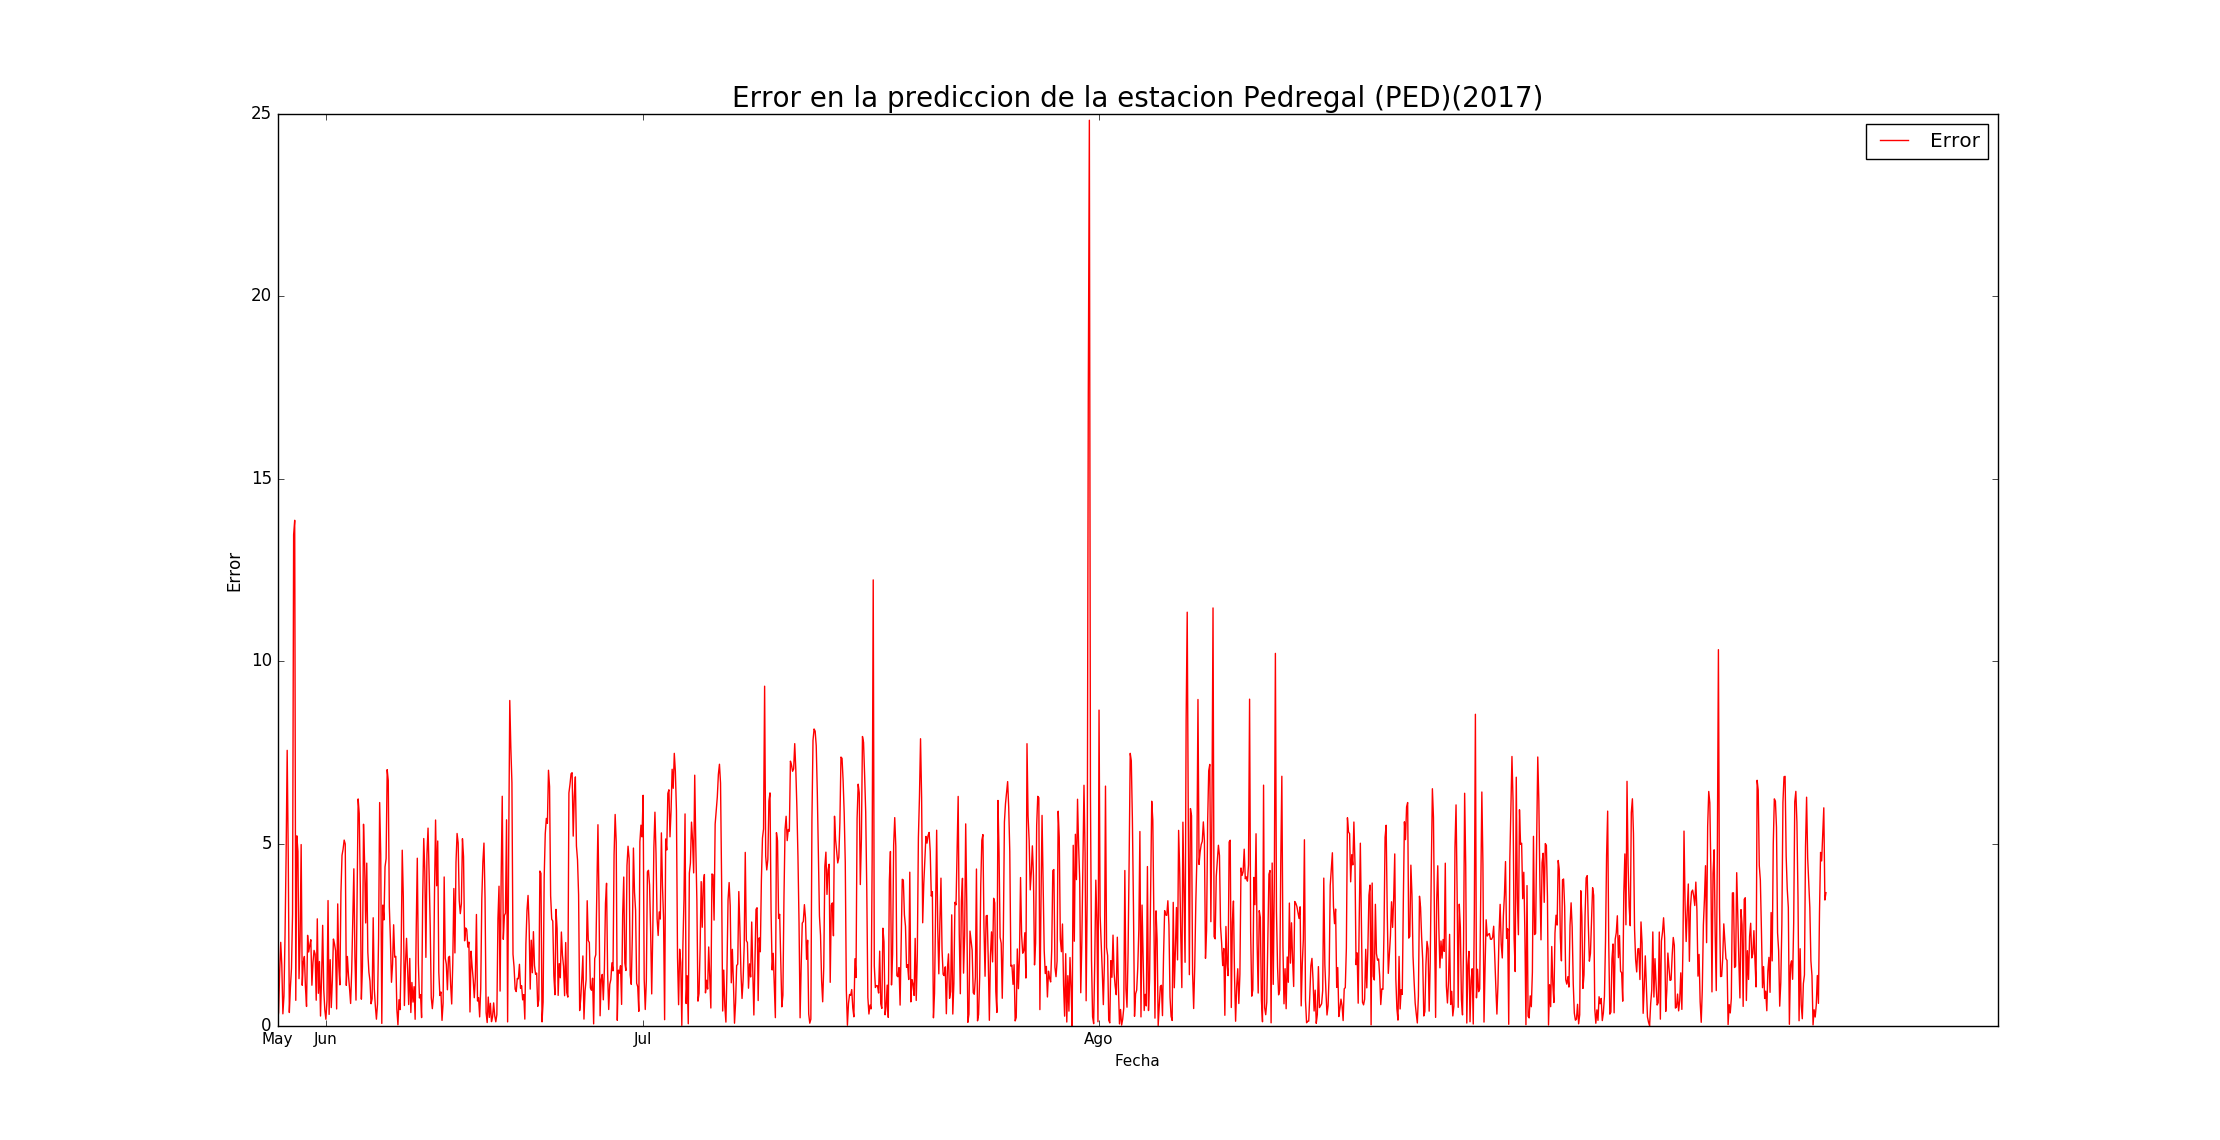 Error en la prediccion de la estacion Pedregal (PED)(2017)
Error
25
20
15
10
5
0
Error
May Jun Jul Ago
Fecha